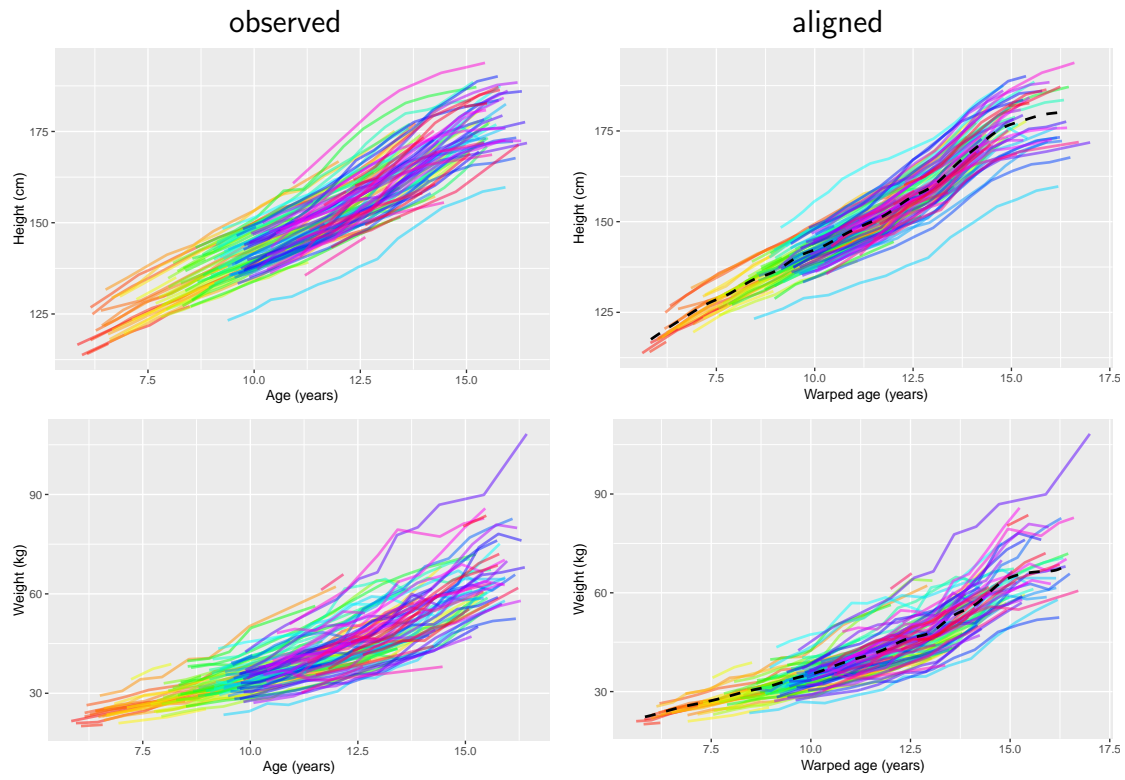 observed
aligned
175
150
125
7.5 10.0 12.5 15.0
Age (years)
Height (cm)
175
150
125
7.5 10.0 12.5 15.0 17.5
Warped age (years)
Height (cm)
90
60
30
7.5 10.0 12.5 15.0
Age (years)
Weight (kg)
90
60
30
7.5 10.0 12.5 15.0 17.5
Warped age (years)
Weight (kg)